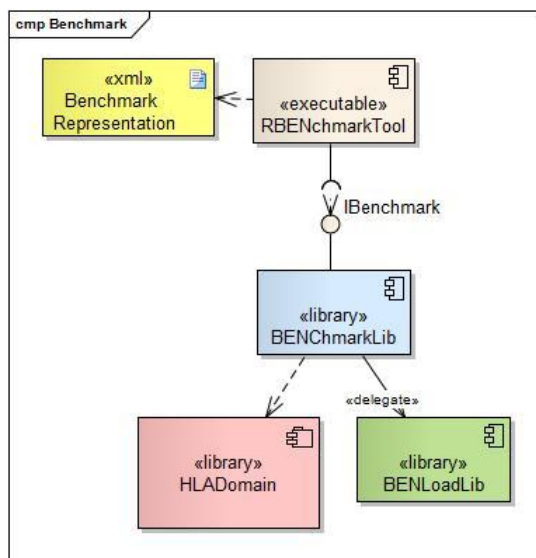 cmp Benchmark
«xml»
Benchmark
Representation
«executable»
RBENchmarkTool
IBenchmark
«library»
BENChmarkLib
«delegate»
«library»
HLADomain
«library»
BENLoadLib